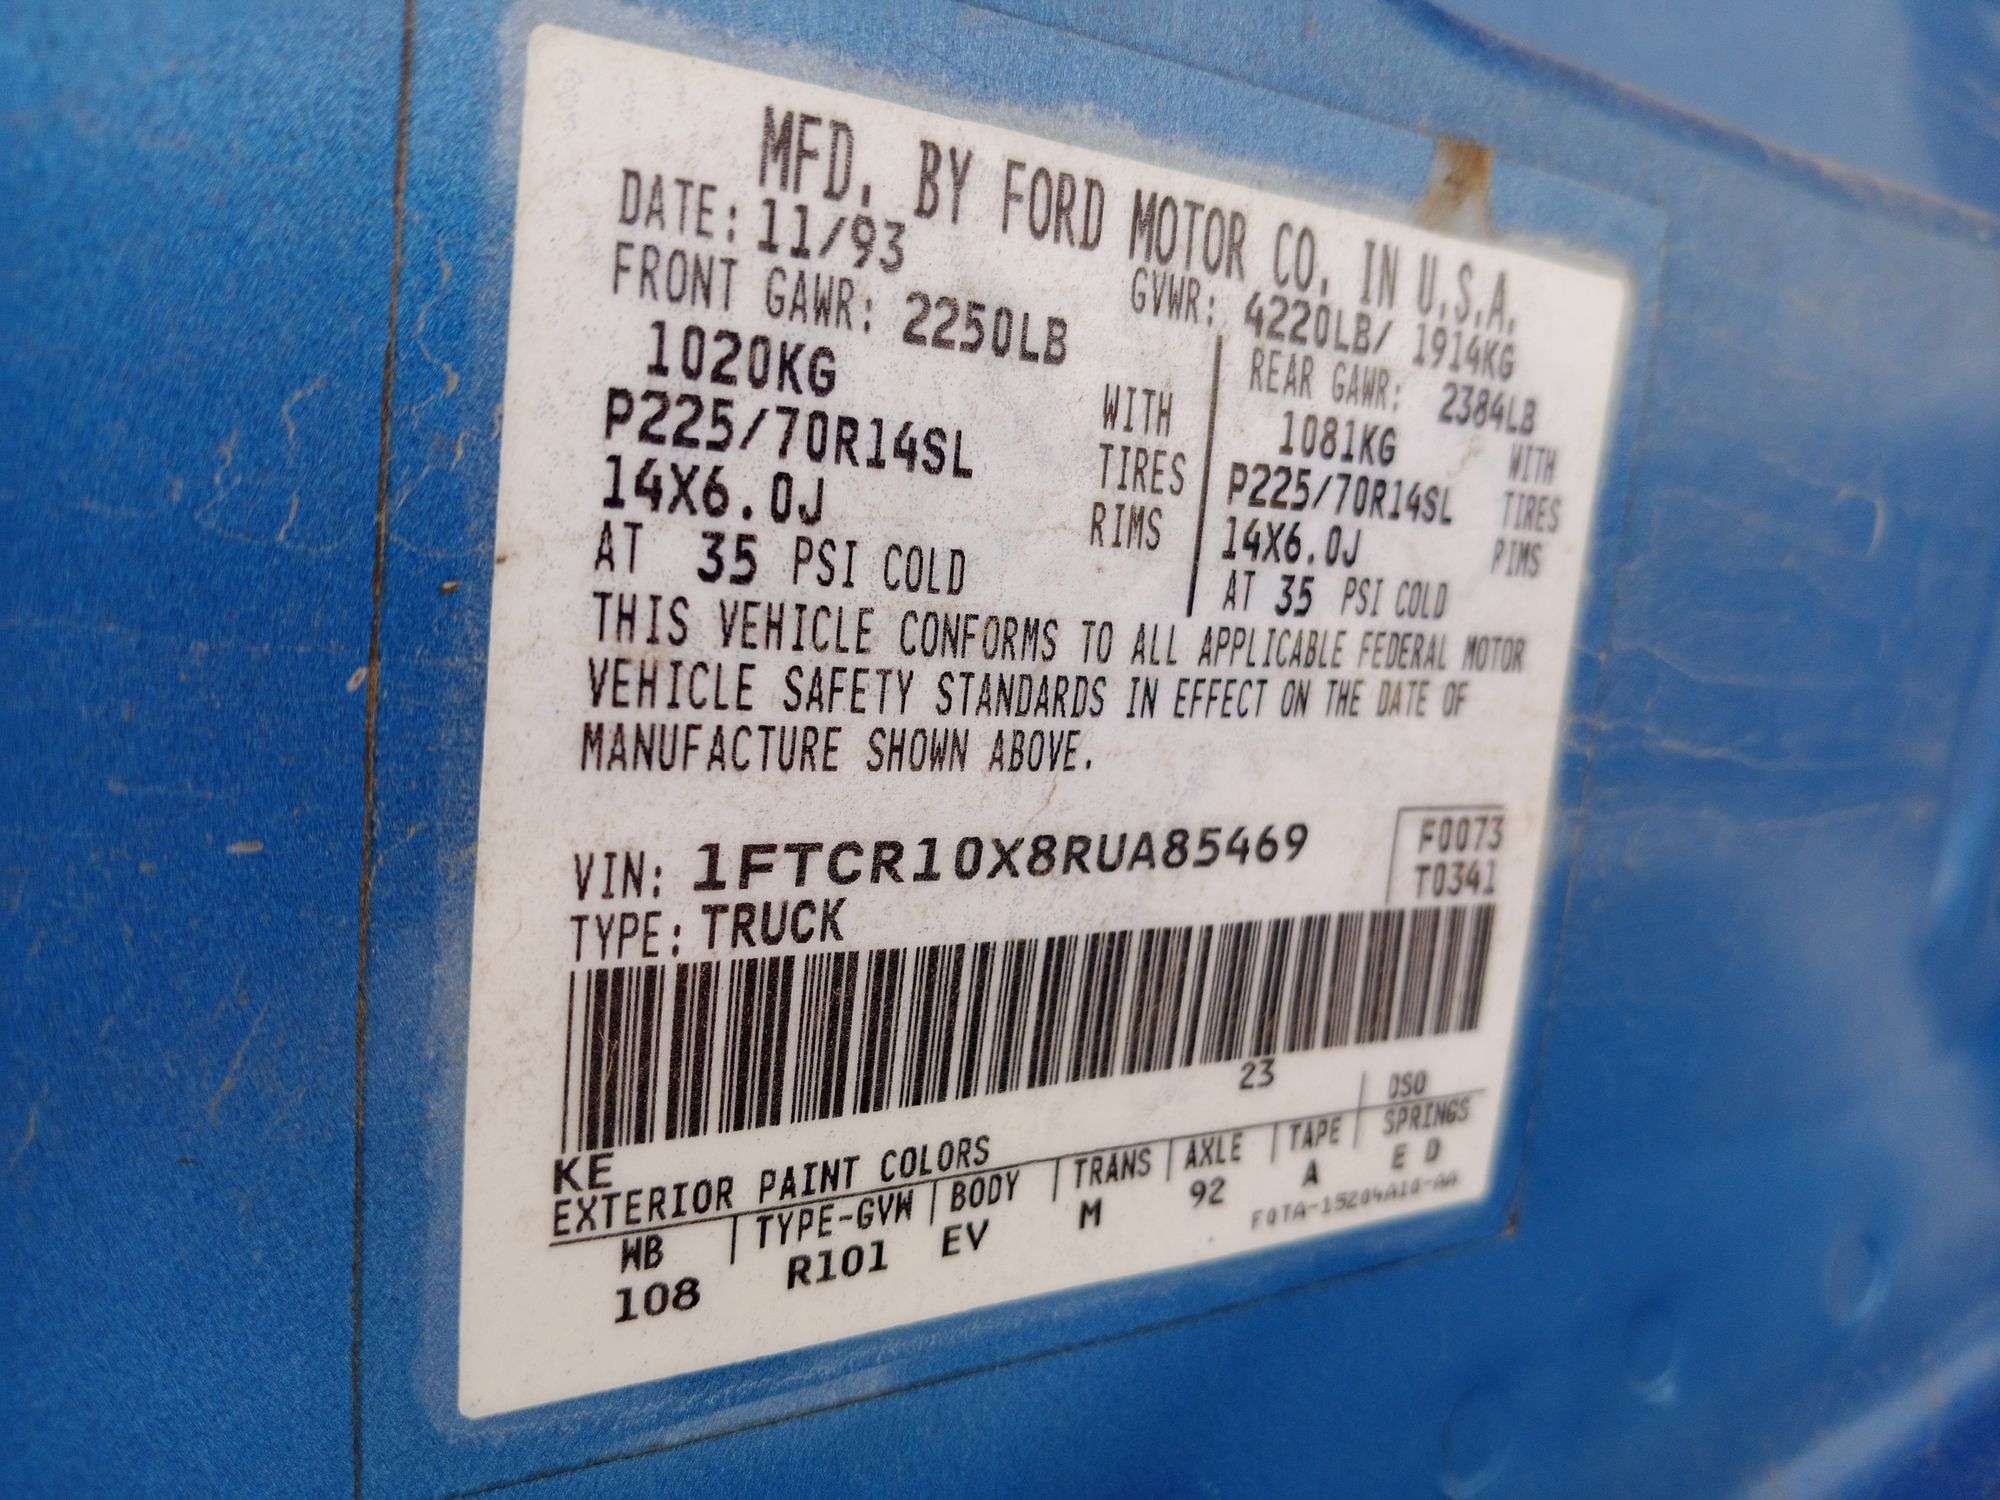 MFD. BY FORD MOTOR CO. IN U.S.A.
DATE: 11/93 GVWR: 4220LB/ 1914KG
FRONT GAWR: 2250LB REAR GAWR: 2384LB
1020KG WITH 1081KG WITH
P225/70R14SL TIRES P225/70R14SL TIRES
14X6.0J RIMS 14X6.0J RIMS
AT 35 PSI COLD AT 35 PSI COLD
THIS VEHICLE CONFORMS TO ALL APPLICABLE FEDERAL MOTOR
VEHICLE SAFETY STANDARDS IN EFFECT ON THE DATE OF
MANUFACTURE SHOWN ABOVE.
VIN: 1FTCR10X8RUA85469 F0073
TYPE: TRUCK T0341
23
KE DSO
EXTERIOR PAINT COLORS
WB TYPE-GVW BODY TRANS AXLE TAPE SPRINGS
108 R101 EV M 92 A E D
F0TA-15204A10-AA